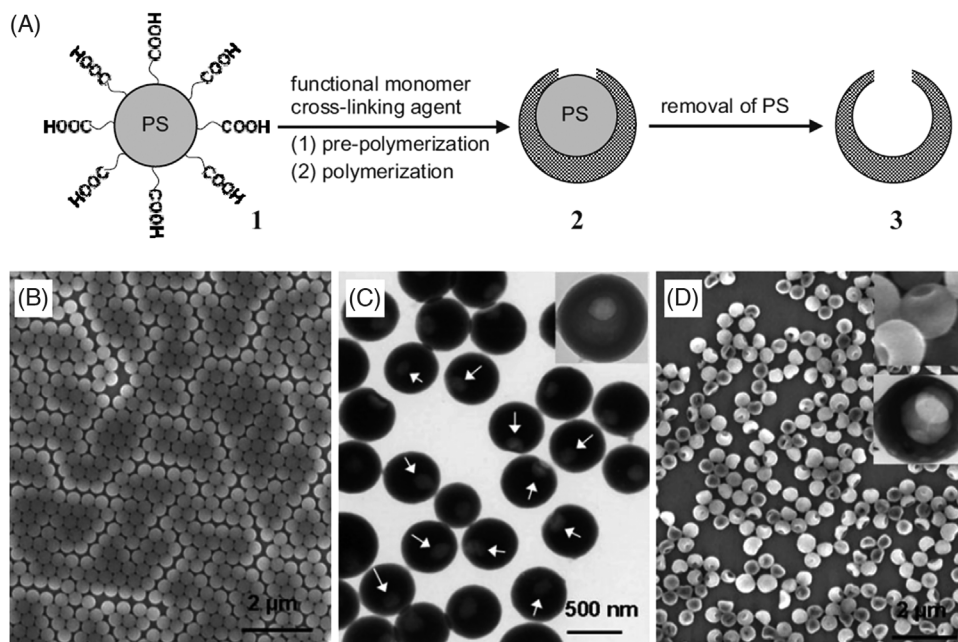 (A)
HOOC
COOH
HOOC
COOH
HOOC
COOH
COOH
HOOC
PS
functional monomer
cross-linking agent
(1) pre-polymerization
(2) polymerization
PS
removal of PS
1
2
3
(B)
(C)
(D)
2 μm
500 nm
2 μm